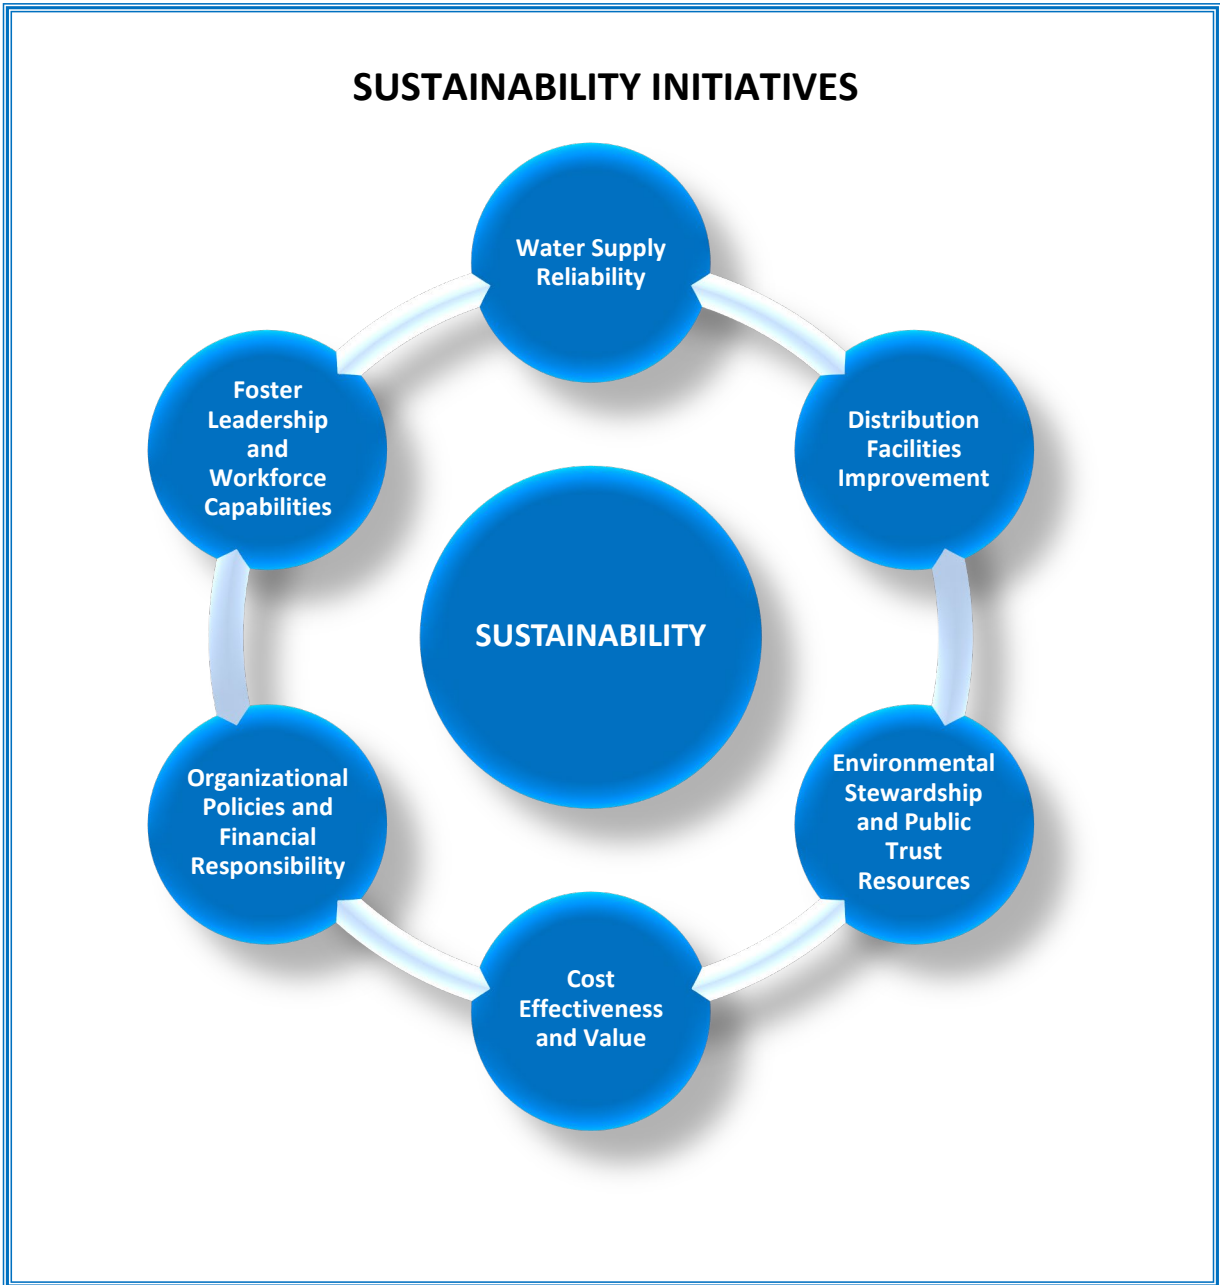 SUSTAINABILITY INITIATIVES
Water Supply
Reliability
Distribution
Facilities
Improvement
Environmental
Stewardship
and Public
Trust
Resources
Cost
Effectiveness
and Value
Organizational
Policies and
Financial
Responsibility
Foster
Leadership
and
Workforce
Capabilities
SUSTAINABILITY